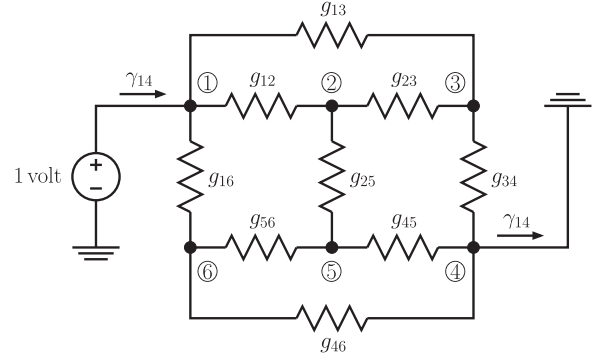 g₁₃
γ₁₄
① g₁₂ ② g₂₃ ③
+
−
1 volt
g₁₆ g₂₅ g₃₄
g₅₆ g₄₅ γ₁₄
⑥ ⑤ ④
g₄₆